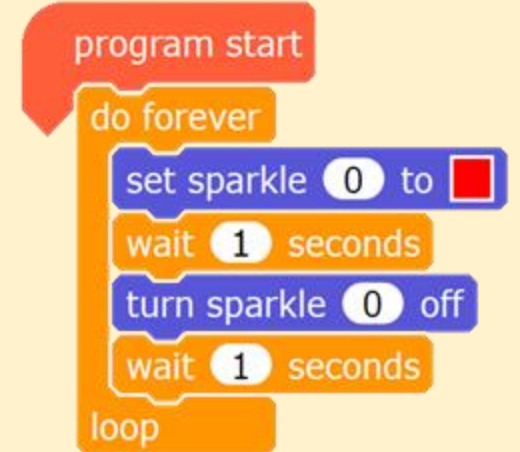 program start
do forever
set sparkle 0 to
wait 1 seconds
turn sparkle 0 off
wait 1 seconds
loop